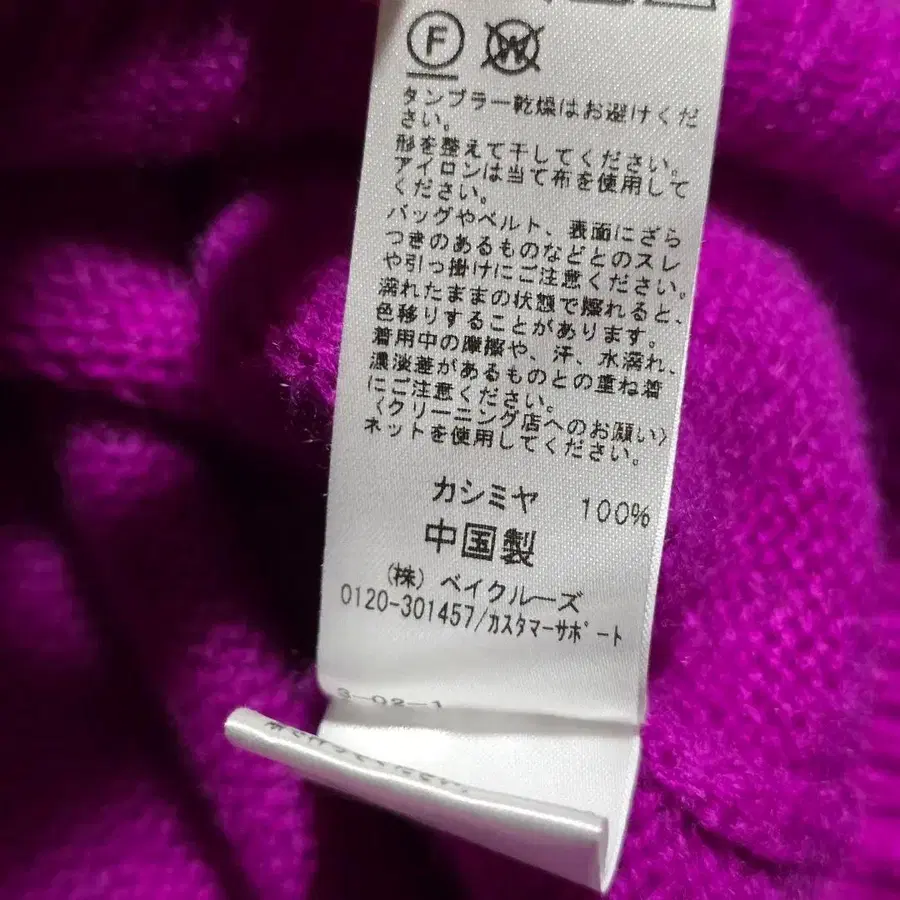 F W
タンブラー乾燥はお避けくだ
さい。
形を整えて干してください。
アイロンは当て布を使用して
ください。
バッグやベルト、表面にざら
つきのあるものなどとのスレ
や引っ掛けにご注意ください。
濡れたままの状態で擦れると、
色移りすることがあります。
着用中の摩擦や、汗、水濡れ、
濃淡差があるものとの重ね着
にご注意ください。
〈クリーニング店へのお願い〉
ネットを使用してください。
カシミヤ 100%
中国製
(株) ベイクルーズ
0120-301457/カスタマーサポート
3-02-1